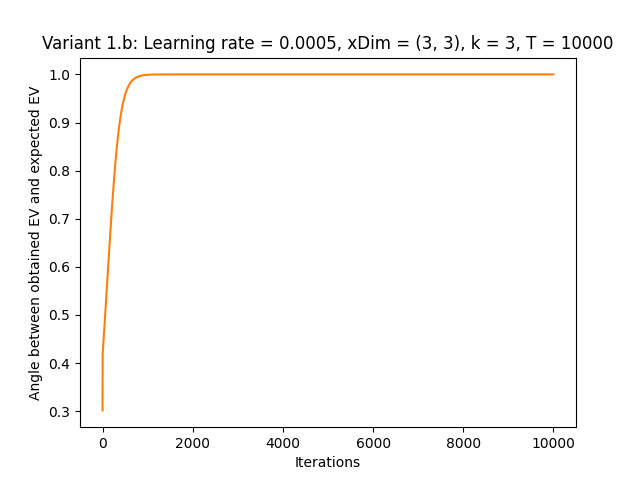 Variant 1.b: Learning rate = 0.0005, xDim = (3, 3), k = 3, T = 10000
Angle between obtained EV and expected EV
1.0
0.9
0.8
0.7
0.6
0.5
0.4
0.3
0 2000 4000 6000 8000 10000
Iterations